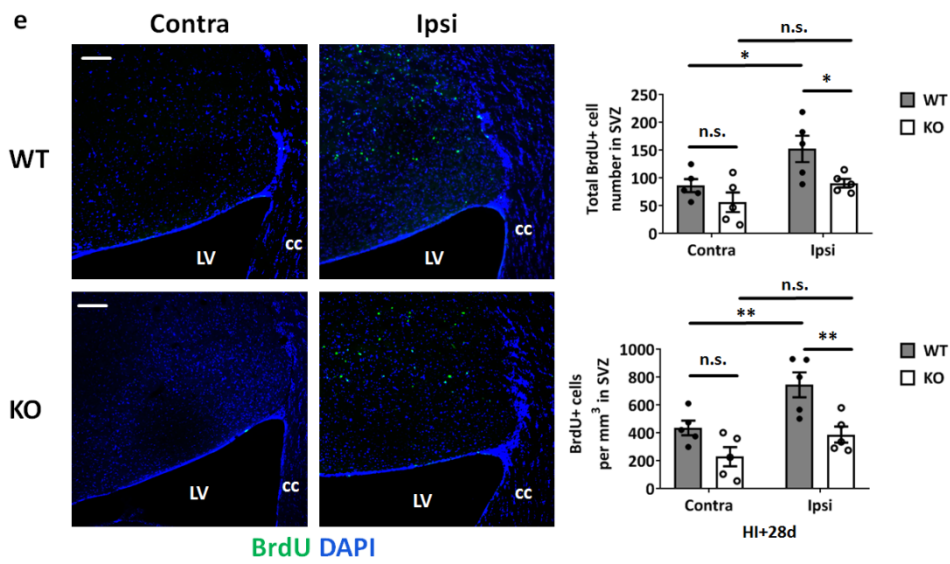 e
Contra
Ipsi
WT
LV
cc
LV
cc
KO
LV
cc
LV
cc
BrdU DAPI
n.s.
*
*
n.s.
WT
KO
Total BrdU+ cell
number in SVZ
250
200
150
100
50
0
Contra
Ipsi
n.s.
**
**
n.s.
WT
KO
BrdU+ cells
per mm³ in SVZ
1000
800
600
400
200
0
Contra
Ipsi
HI+28d